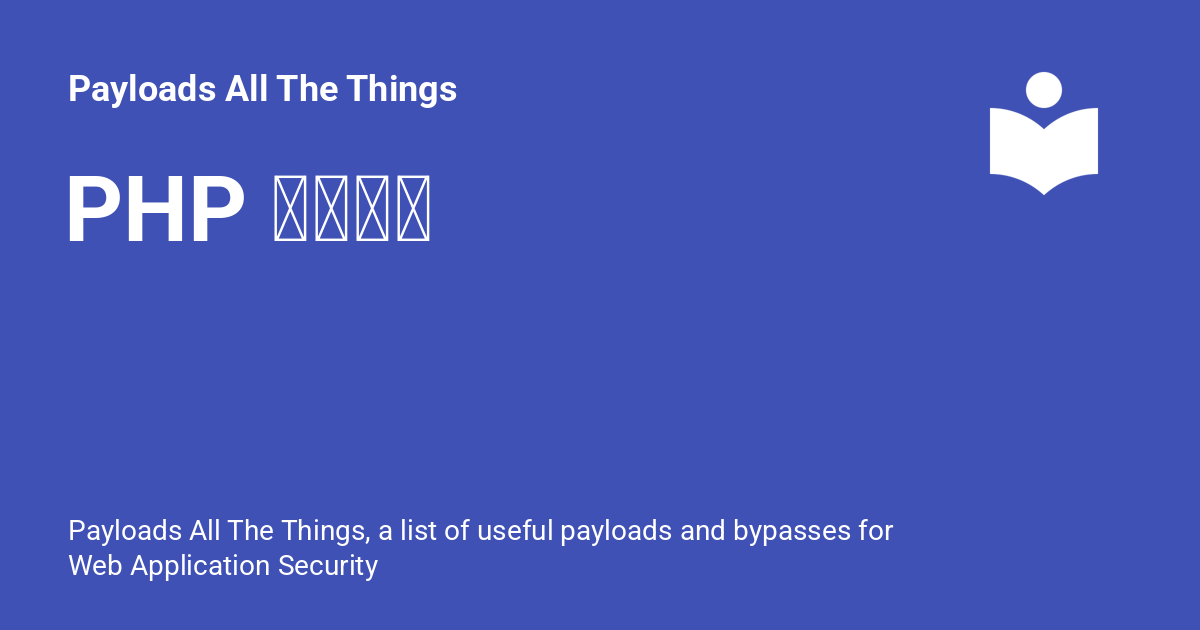 Payloads All The Things
PHP
Payloads All The Things, a list of useful payloads and bypasses for
Web Application Security